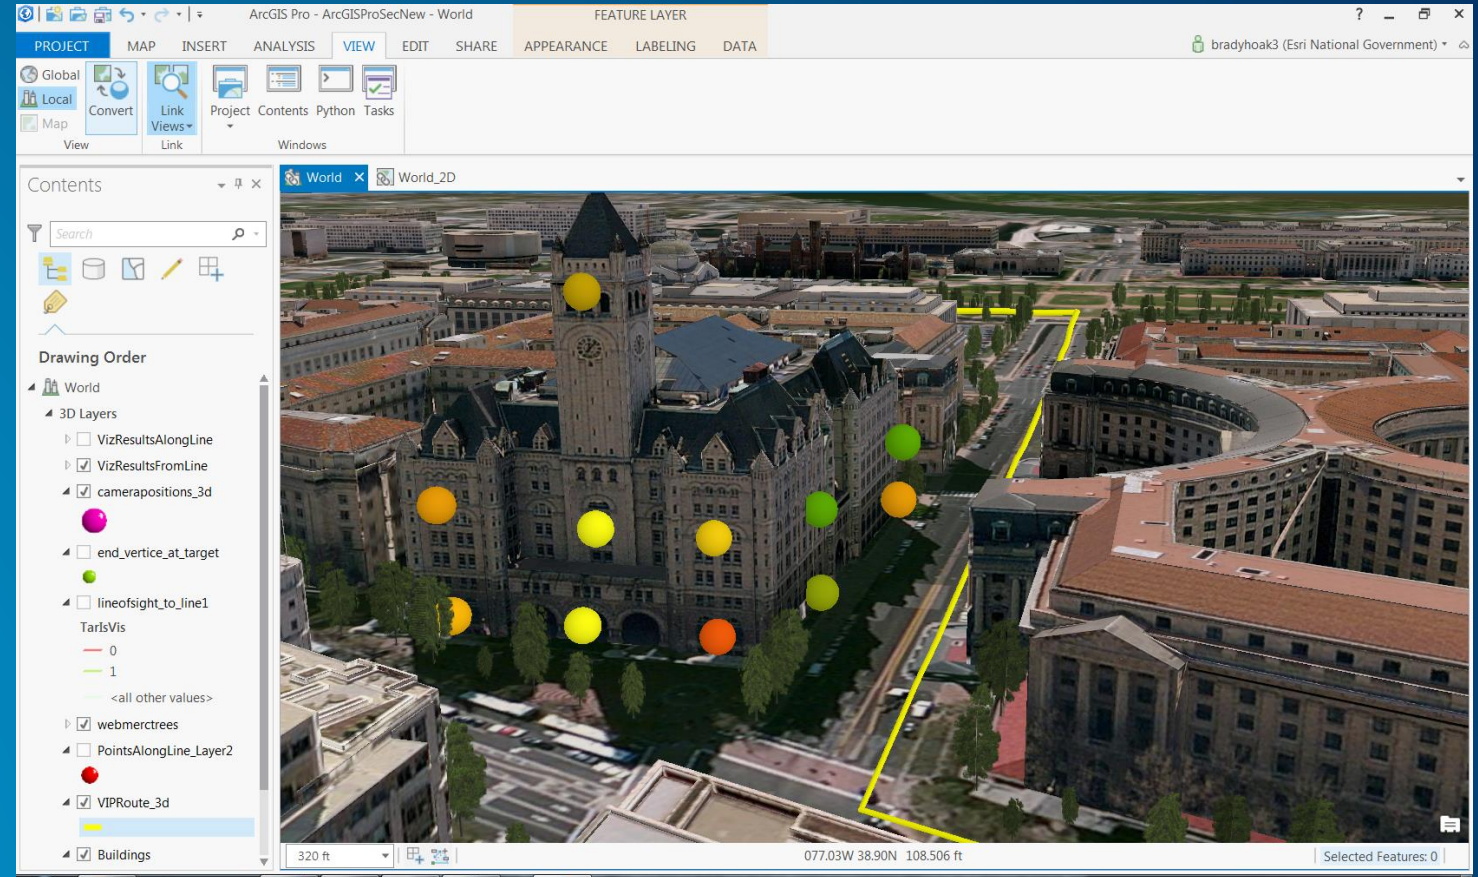 ArcGIS Pro - ArcGISProSecNew - World
FEATURE LAYER
?
PROJECT MAP INSERT ANALYSIS VIEW EDIT SHARE APPEARANCE LABELING DATA
bradyhoak3 (Esri National Government)
Global
Local
Map
Convert
Link
Views
Project
Contents
Python
Tasks
View
Link
Windows
Contents
World
World_2D
Search
Drawing Order
World
3D Layers
VizResultsAlongLine
VizResultsFromLine
camerapositions_3d
end_vertice_at_target
lineofsight_to_line1
TarIsVis
0
1
<all other values>
webmerctrees
PointsAlongLine_Layer2
VIPRoute_3d
Buildings
320 ft
077.03W 38.90N 108.506 ft
Selected Features: 0